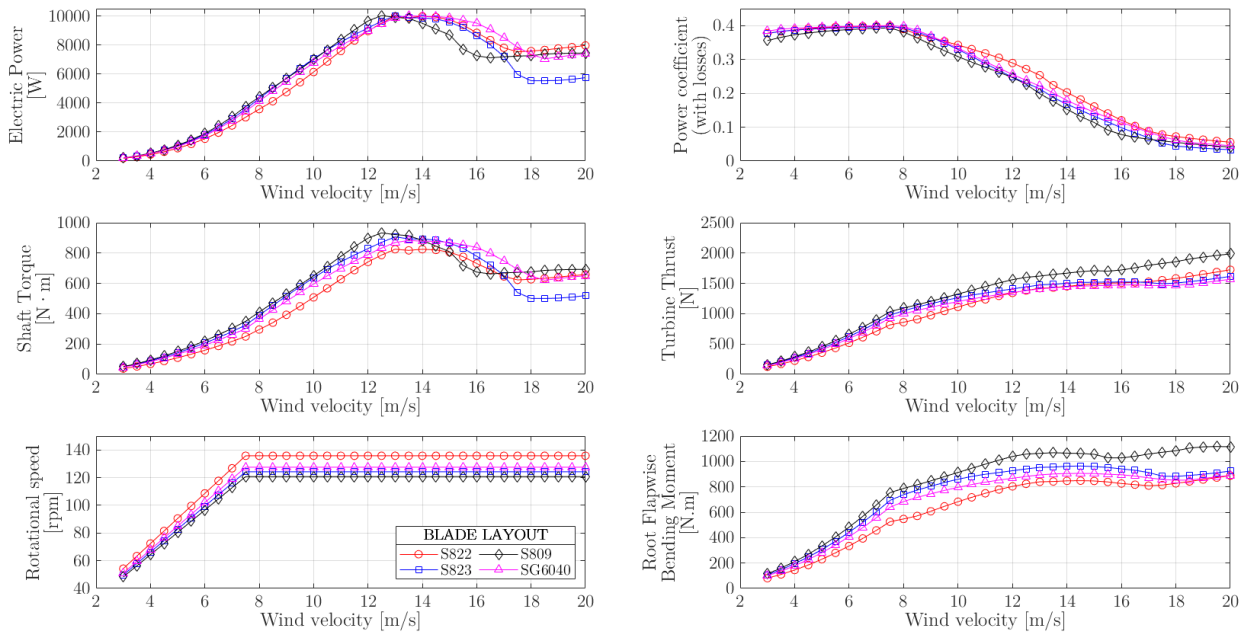 10000
8000
6000
4000
2000
0
Electric Power
[W]
2 4 6 8 10 12 14 16 18 20
Wind velocity [m/s]
0.4
0.3
0.2
0.1
0
Power coefficient
(with losses)
2 4 6 8 10 12 14 16 18 20
Wind velocity [m/s]
1000
800
600
400
200
0
Shaft Torque
[N · m]
2 4 6 8 10 12 14 16 18 20
Wind velocity [m/s]
2500
2000
1500
1000
500
0
Turbine Thrust
[N]
2 4 6 8 10 12 14 16 18 20
Wind velocity [m/s]
140
120
100
80
60
40
Rotational speed
[rpm]
BLADE LAYOUT
S822 S809
S823 SG6040
2 4 6 8 10 12 14 16 18 20
Wind velocity [m/s]
1200
1000
800
600
400
200
0
Root Flapwise
Bending Moment
[N.m]
2 4 6 8 10 12 14 16 18 20
Wind velocity [m/s]